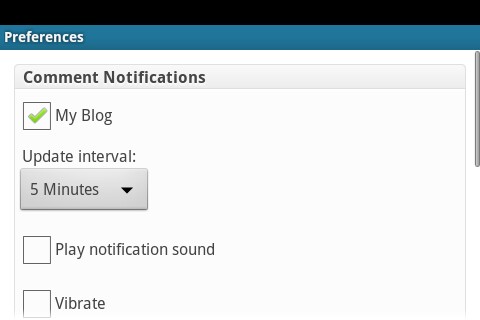 Preferences
Comment Notifications
My Blog
Update interval:
5 Minutes
Play notification sound
Vibrate